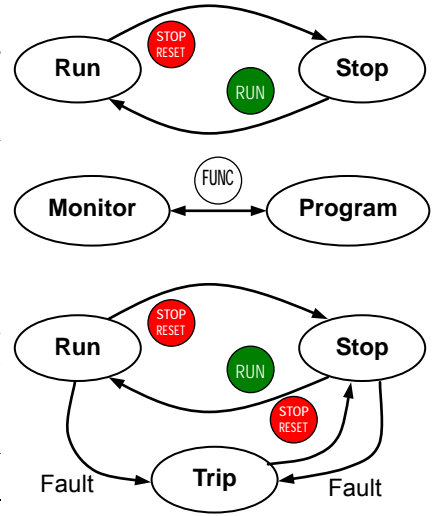 STOP
RESET
Run
Stop
RUN
FUNC
Monitor
Program
STOP
RESET
Run
Stop
RUN
STOP
RESET
Trip
Fault
Fault